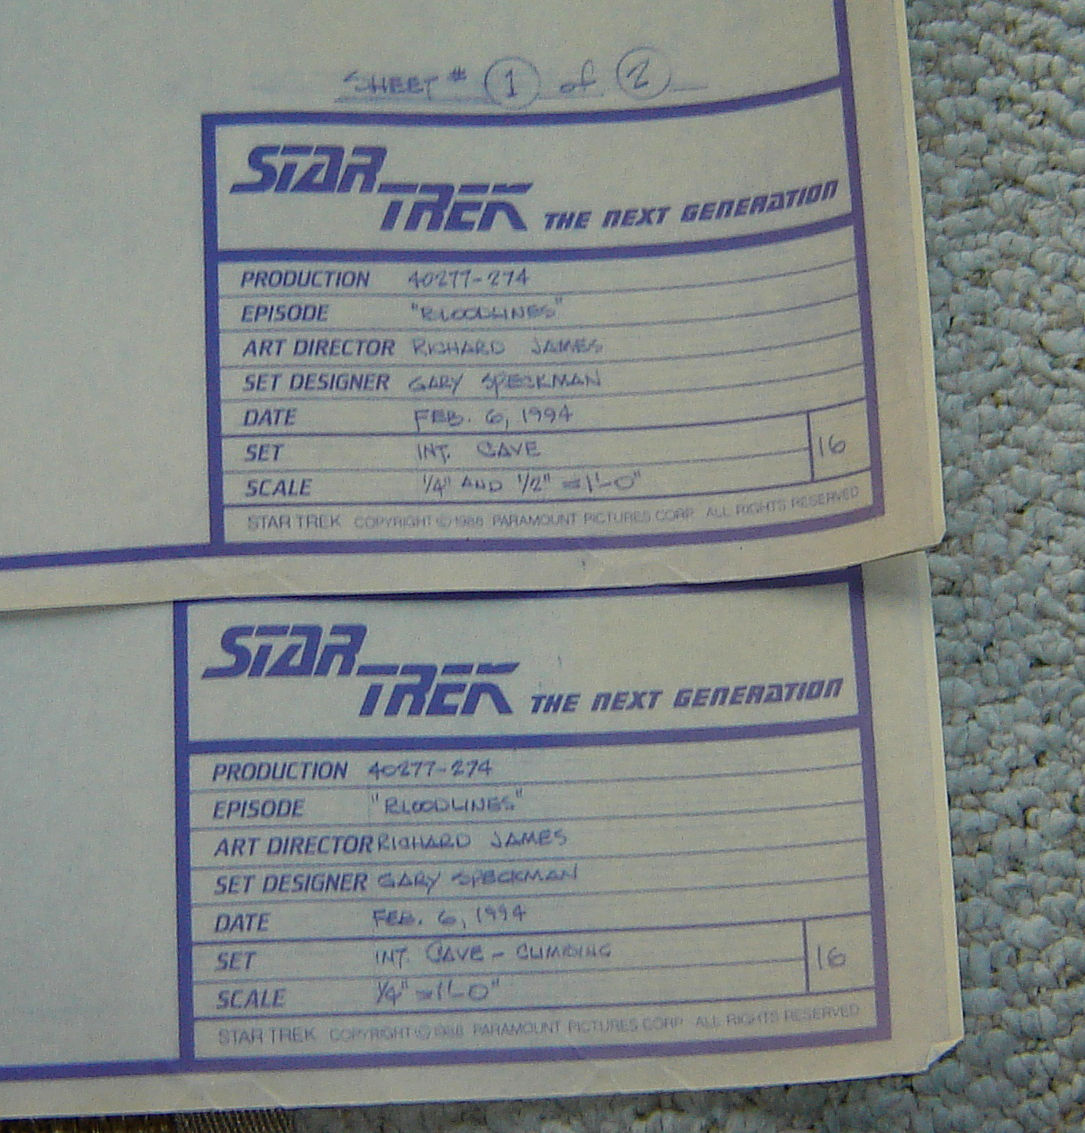 SHEET # 1 of 2
STAR TREK THE NEXT GENERATION
PRODUCTION 40277-274
EPISODE "BLOODLINES"
ART DIRECTOR RICHARD JAMES
SET DESIGNER GARY SPECKMAN
DATE FEB. 6, 1994
SET INT. CAVE 16
SCALE 1/4" AND 1/2" = 1'-0"
STAR TREK COPYRIGHT © 1988 PARAMOUNT PICTURES CORP. ALL RIGHTS RESERVED
STAR TREK THE NEXT GENERATION
PRODUCTION 40277-274
EPISODE "BLOODLINES"
ART DIRECTOR RICHARD JAMES
SET DESIGNER GARY SPECKMAN
DATE FEB. 6, 1994
SET INT. CAVE - CLIMBING 16
SCALE 1/4" = 1'-0"
STAR TREK COPYRIGHT © 1988 PARAMOUNT PICTURES CORP. ALL RIGHTS RESERVED